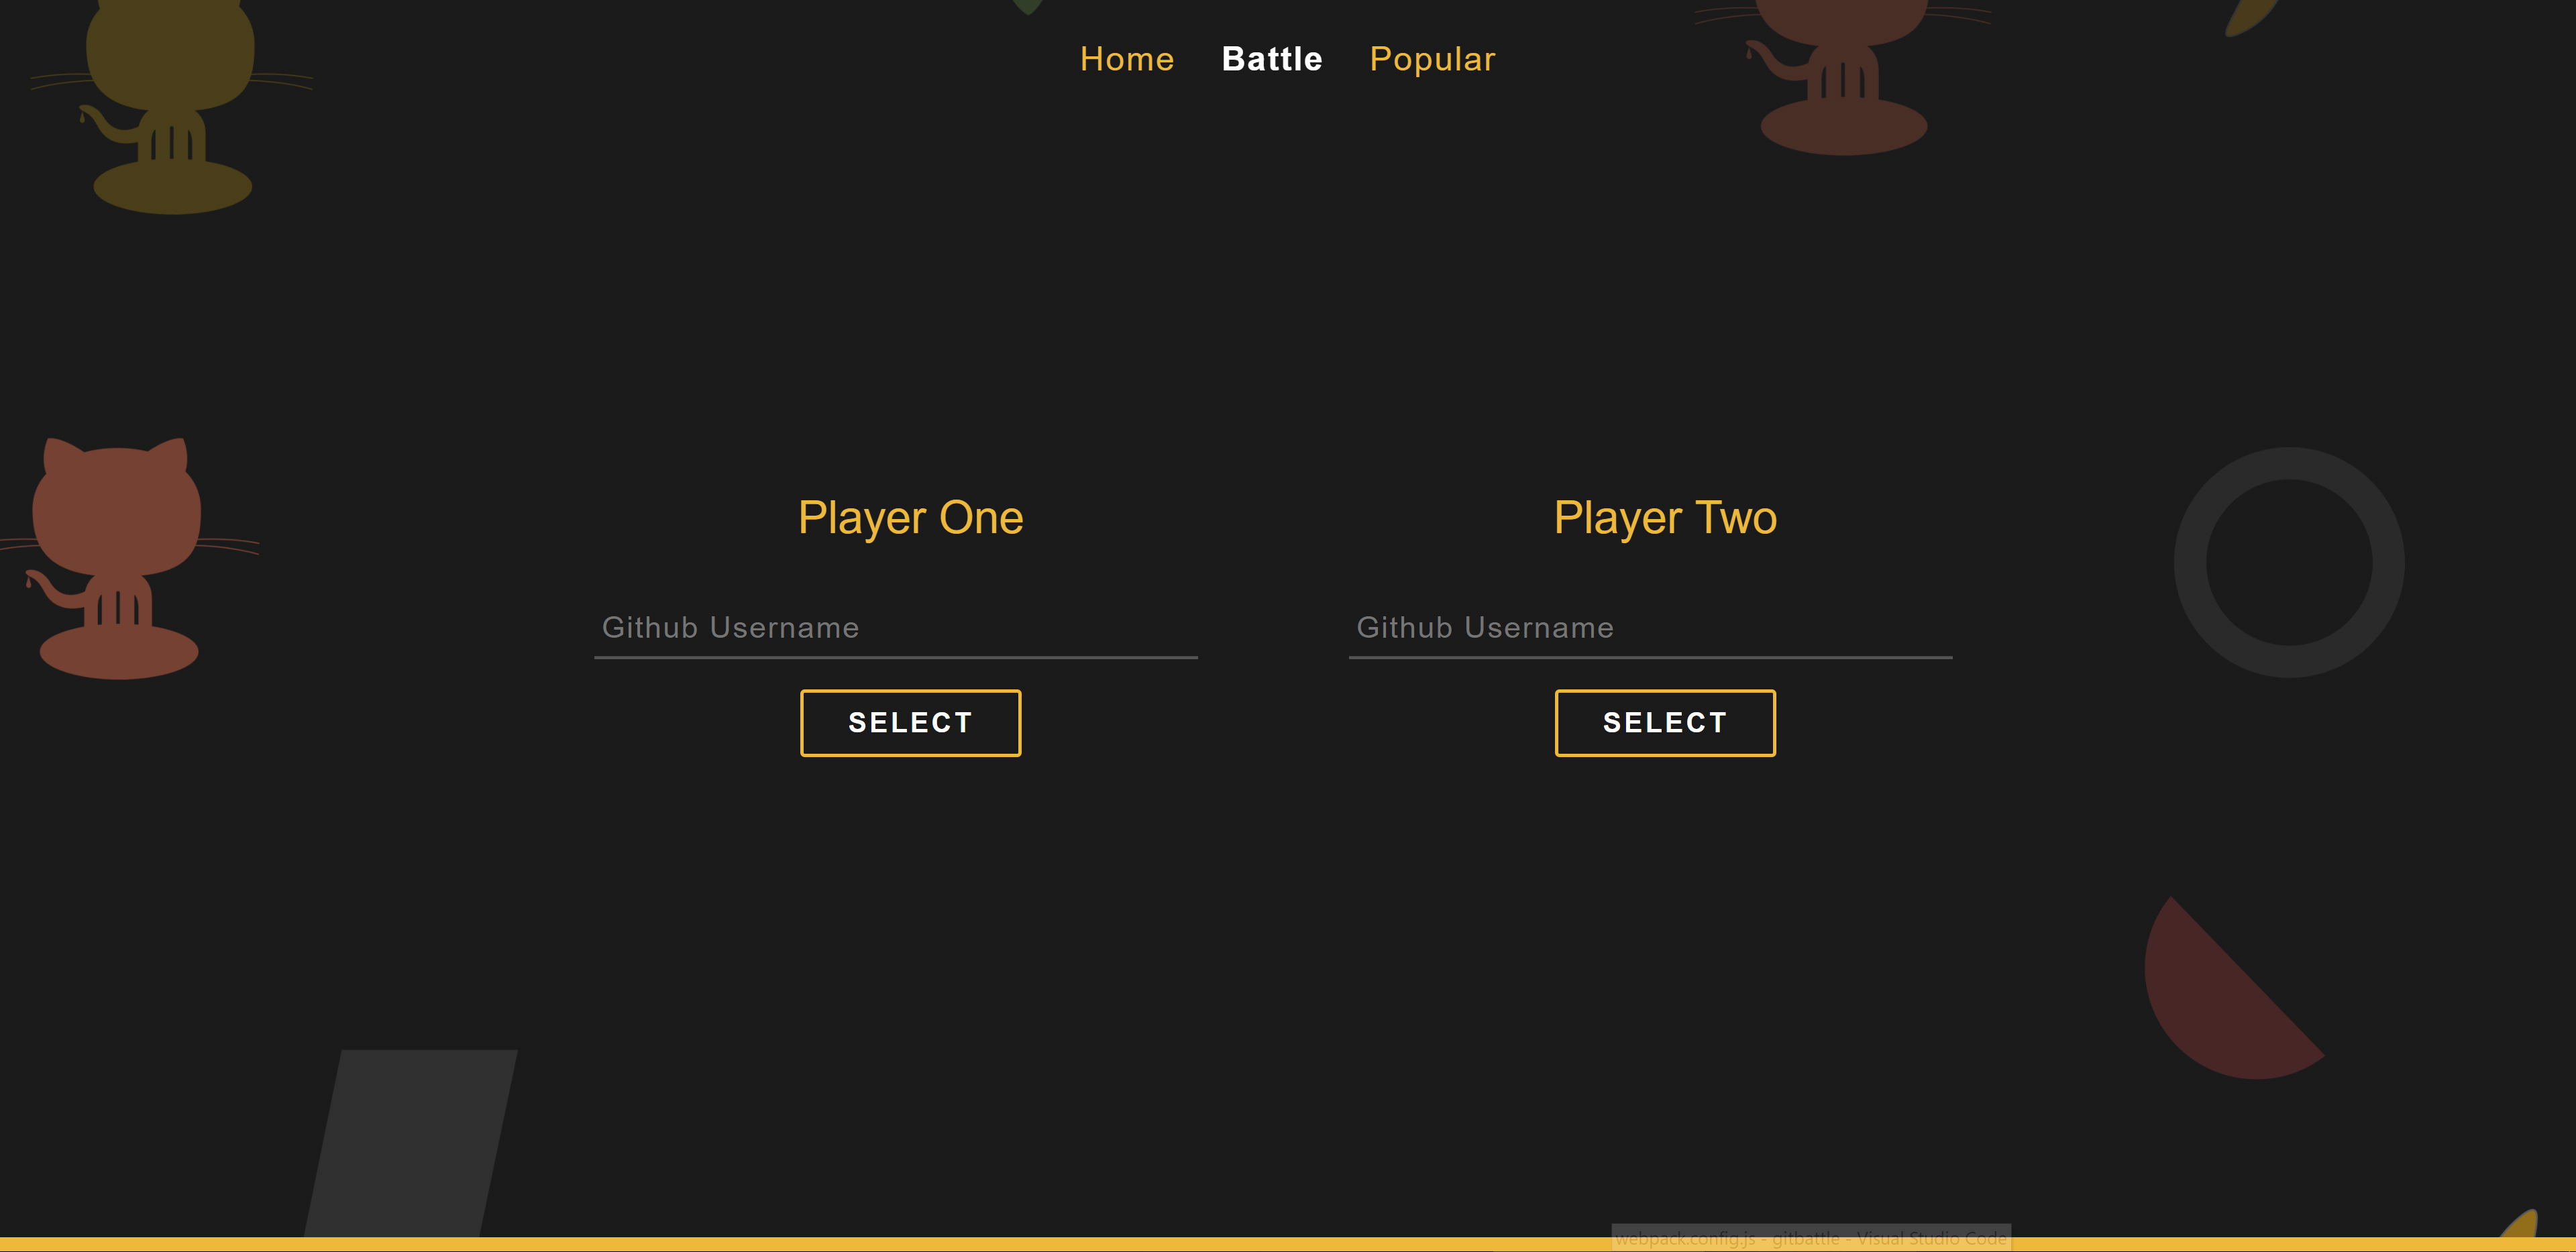 Home Battle Popular
Player One
Player Two
Github Username
Github Username
SELECT
SELECT
webpack.config.js - gitbattle - Visual Studio Code